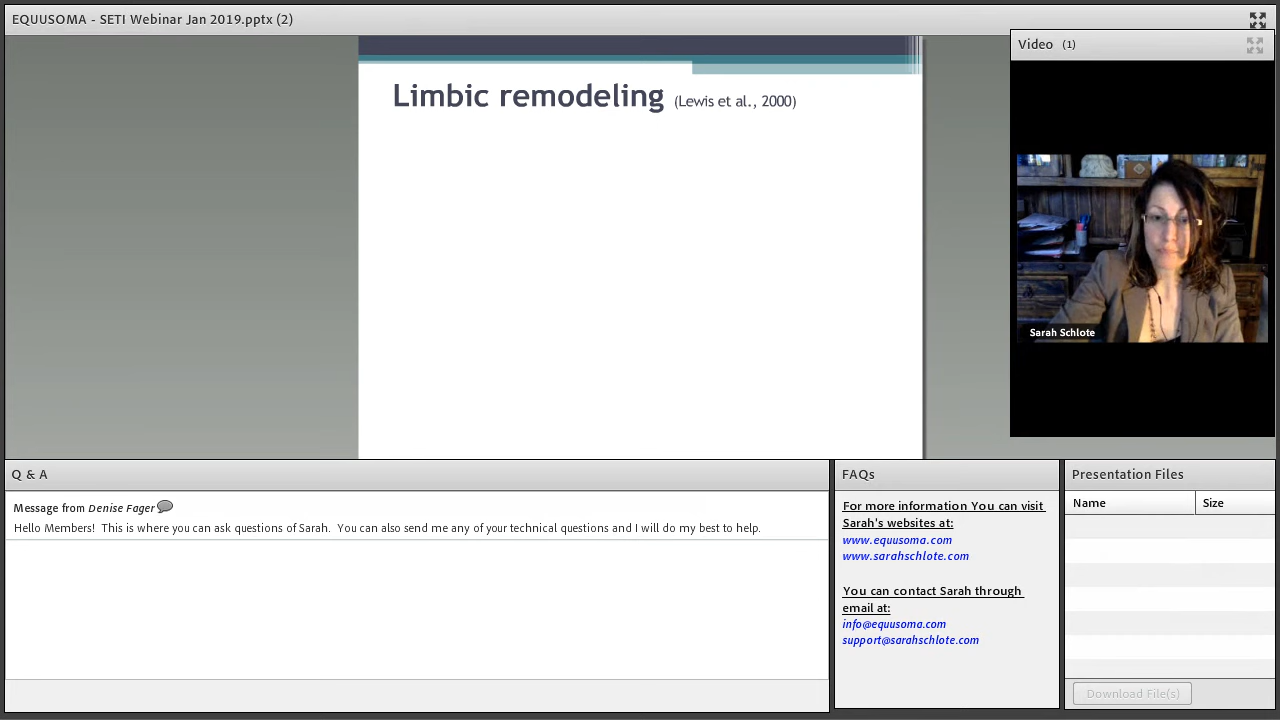 EQUUSOMA - SETI Webinar Jan 2019.pptx (2)
Video (1)
Limbic remodeling (Lewis et al., 2000)
Sarah Schlote
Q & A
Message from Denise Fager
Hello Members! This is where you can ask questions of Sarah. You can also send me any of your technical questions and I will do my best to help.
FAQs
For more information You can visit
Sarah's websites at:
www.equusoma.com
www.sarahschlote.com
You can contact Sarah through
email at:
info@equusoma.com
support@sarahschlote.com
Presentation Files
Name Size
Download File(s)